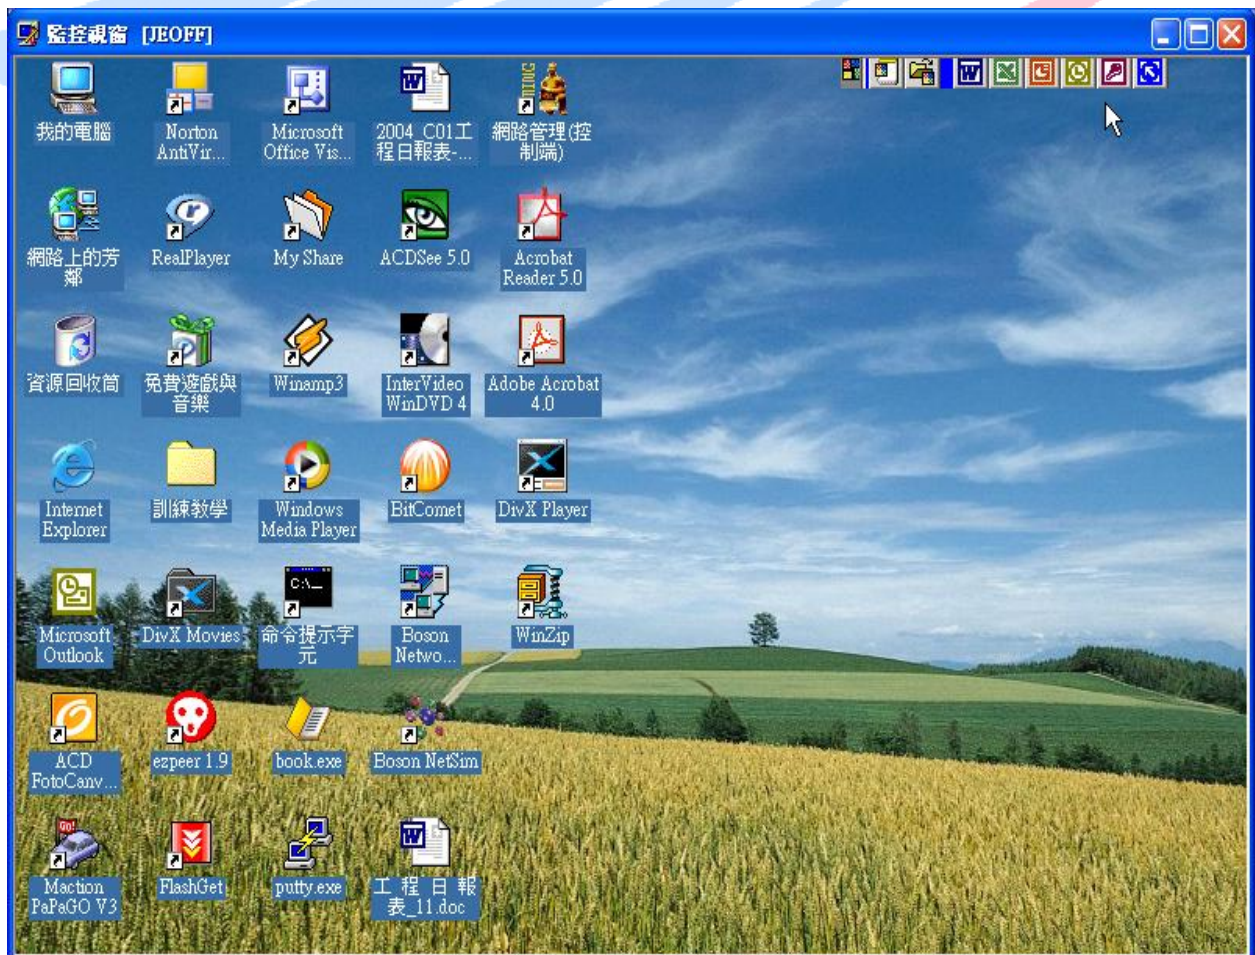 監控視窗 [JEOFF]
我的電腦
Norton
AntiVir...
Microsoft
Office Vis...
2004_C01工
程日報表-...
網路管理(控
制端)
網路上的芳
鄰
RealPlayer
My Share
ACDSee 5.0
Acrobat
Reader 5.0
資源回收筒
免費遊戲與
音樂
Winamp3
InterVideo
WinDVD 4
Adobe Acrobat
4.0
Internet
Explorer
訓練教學
Windows
Media Player
BitComet
DivX Player
C:\_
Microsoft
Outlook
DivX Movies
命令提示字
元
Boson
Netwo...
WinZip
ACD
FotoCanv...
ezpeer 1.9
book.exe
Boson NetSim
Go!
Maction
PaPaGO V3
FlashGet
putty.exe
工 程 日 報
表_11.doc